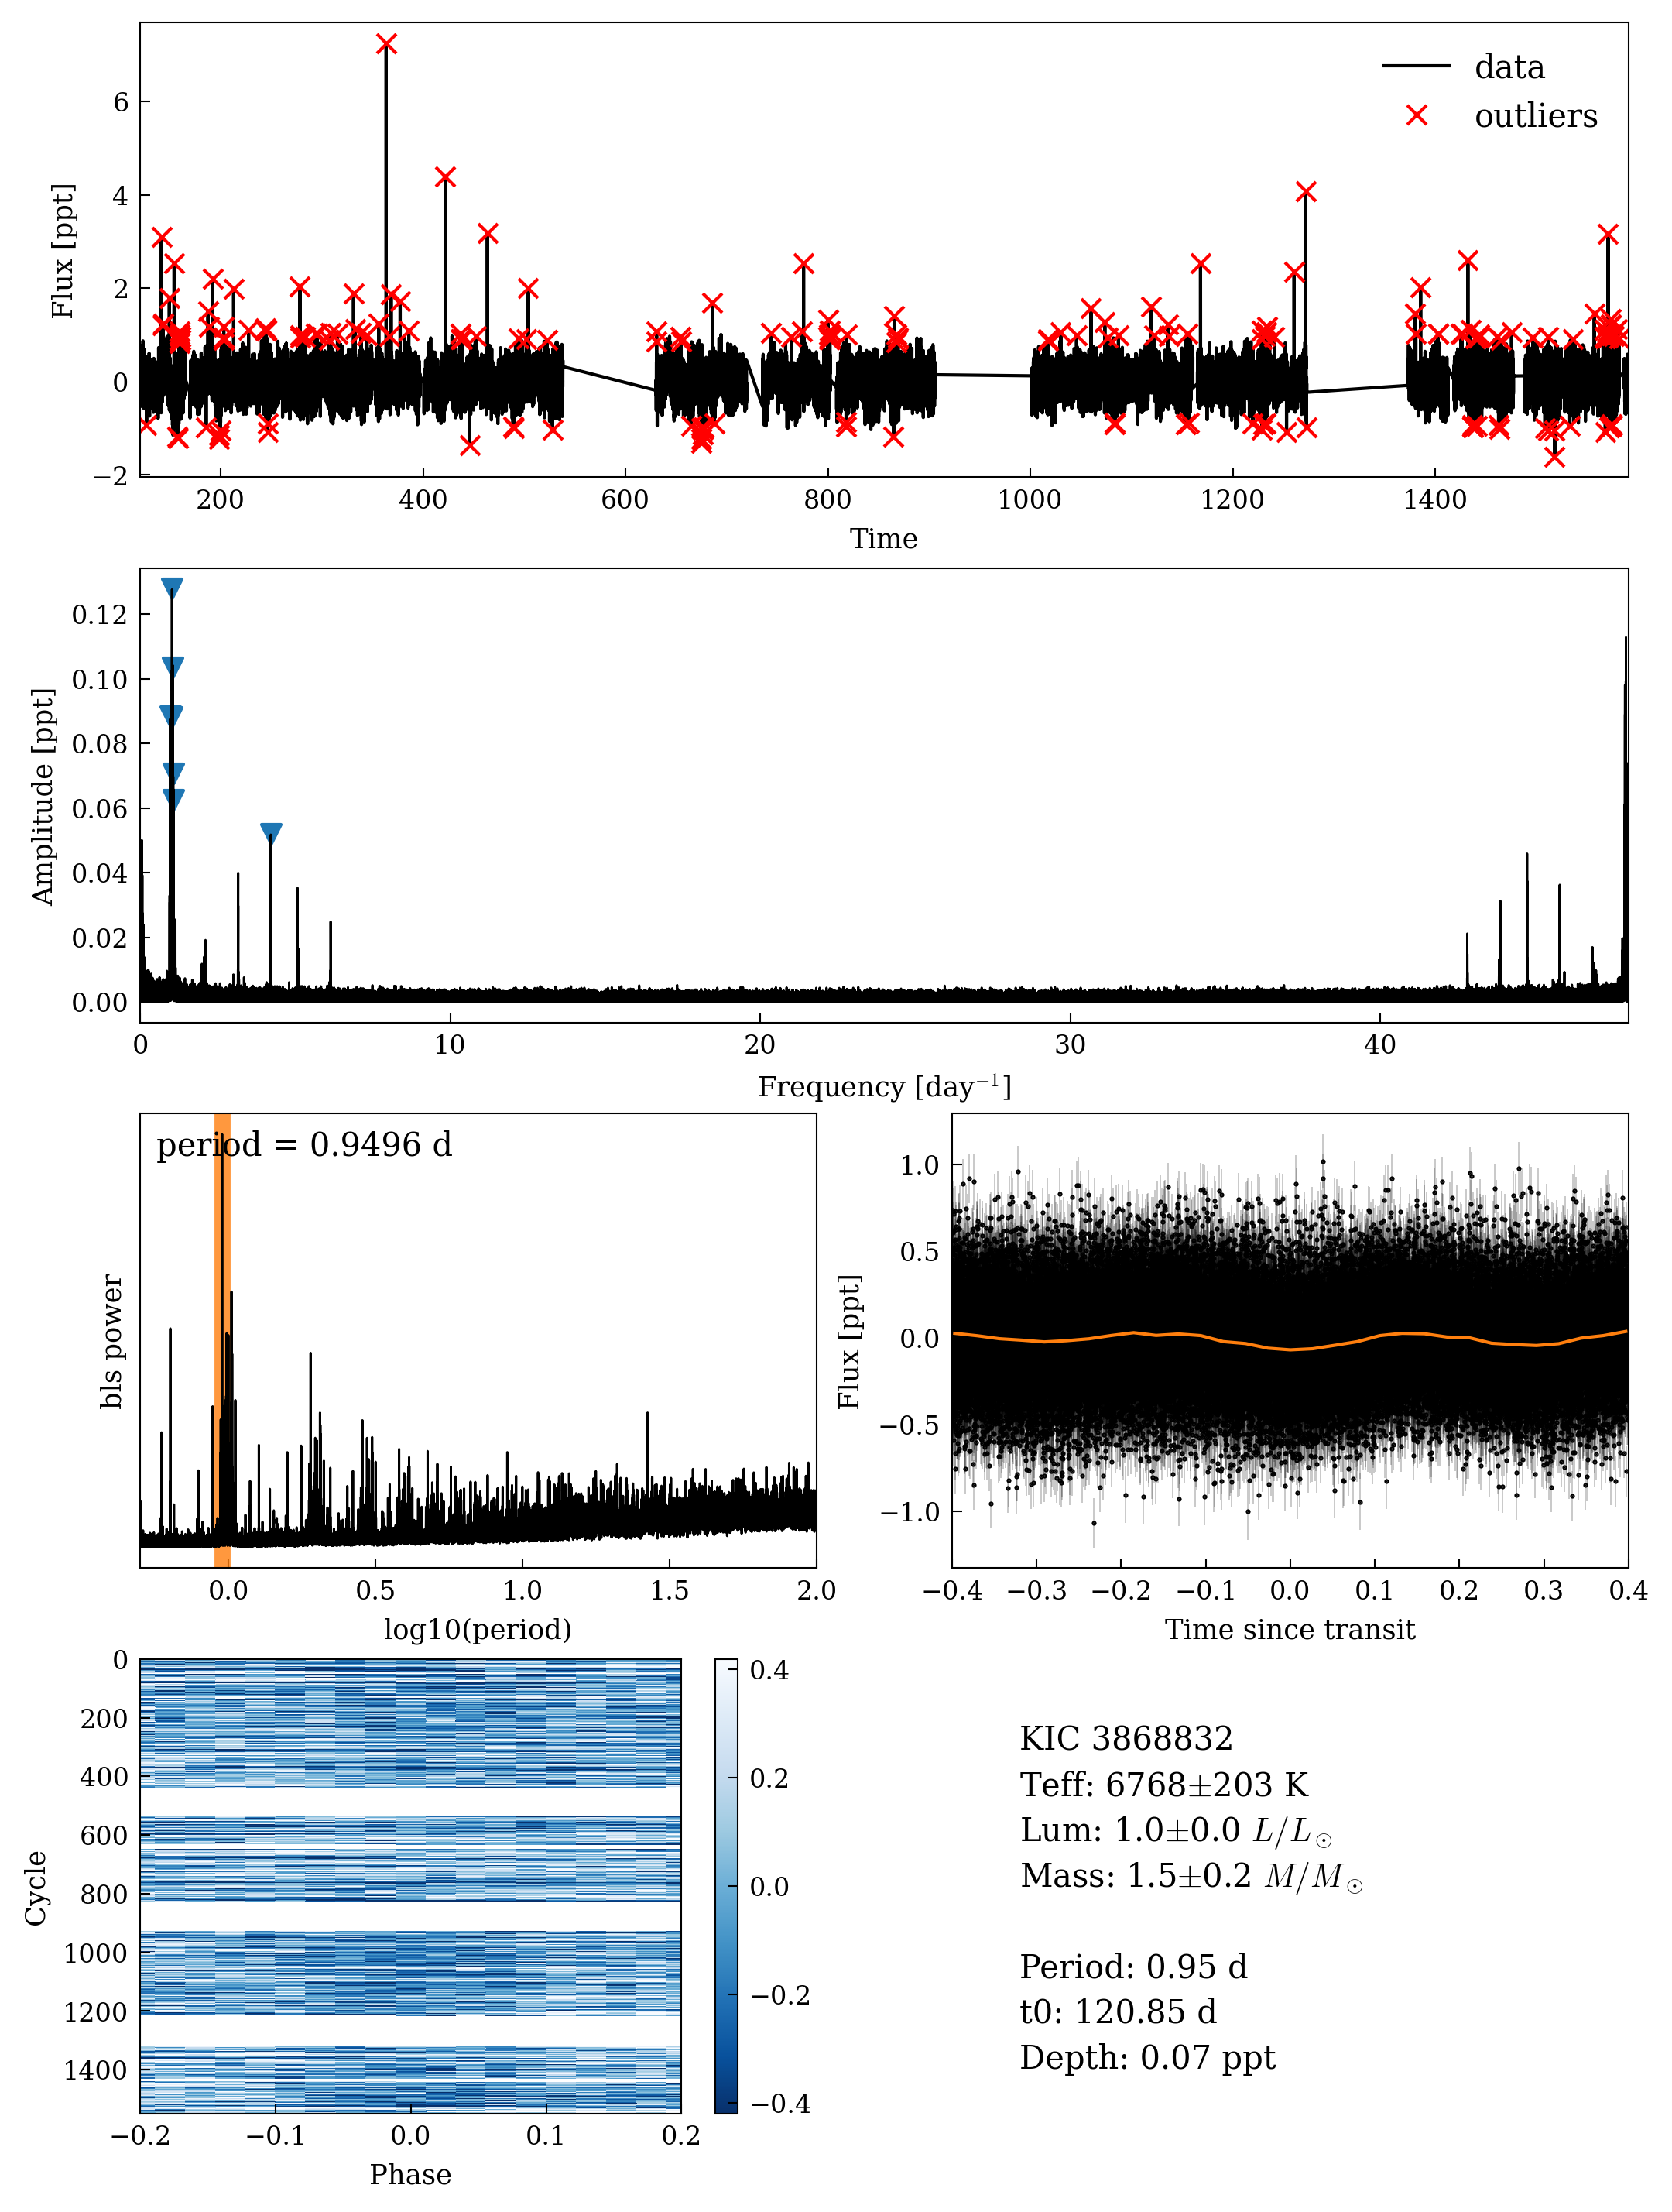 data
outliers
Flux [ppt]
6
4
2
0
−2
200 400 600 800 1000 1200 1400
Time
Amplitude [ppt]
0.12
0.10
0.08
0.06
0.04
0.02
0.00
0 10 20 30 40
Frequency [day⁻¹]
period = 0.9496 d
bls power
0.0 0.5 1.0 1.5 2.0
log10(period)
Flux [ppt]
1.0
0.5
0.0
−0.5
−1.0
−0.4 −0.3 −0.2 −0.1 0.0 0.1 0.2 0.3 0.4
Time since transit
Cycle
0
200
400
600
800
1000
1200
1400
−0.2 −0.1 0.0 0.1 0.2
Phase
0.4
0.2
0.0
−0.2
−0.4
KIC 3868832
Teff: 6768±203 K
Lum: 1.0±0.0 L/L☉
Mass: 1.5±0.2 M/M☉
Period: 0.95 d
t0: 120.85 d
Depth: 0.07 ppt